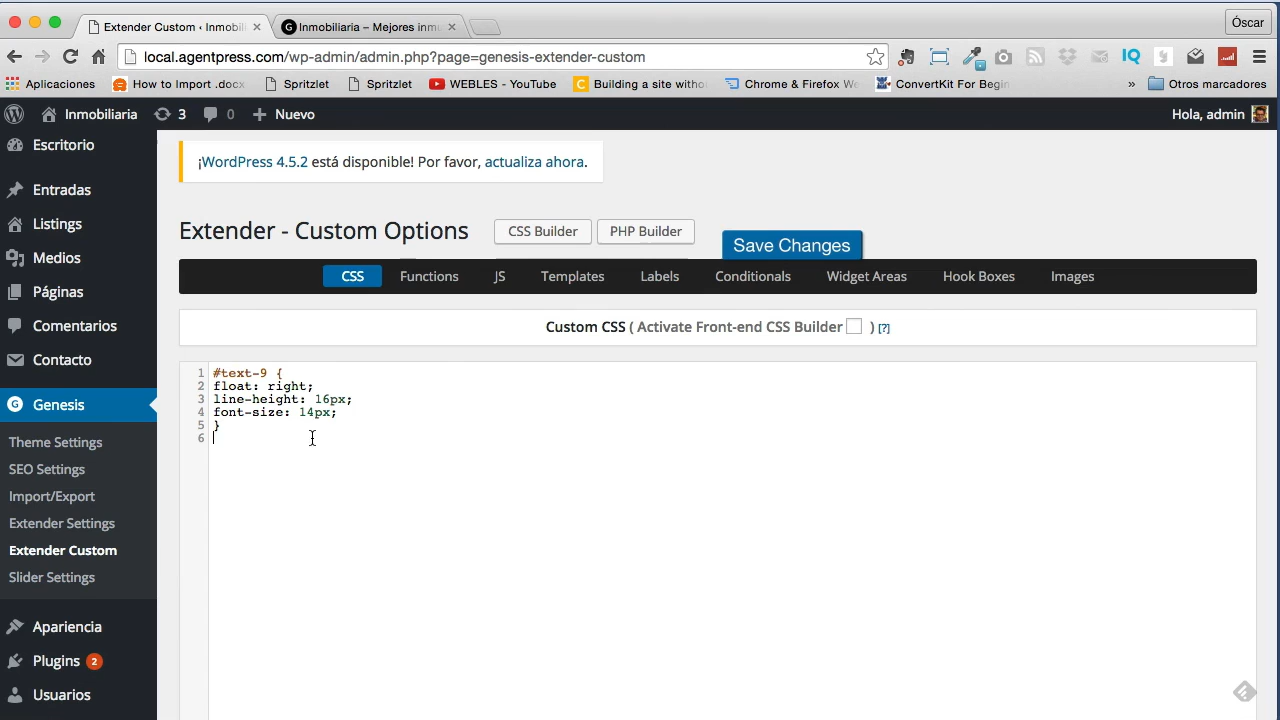 Extender Custom ‹ Inmobili
Inmobiliaria – Mejores inmu
Óscar
local.agentpress.com/wp-admin/admin.php?page=genesis-extender-custom
IQ
Aplicaciones
How to Import .docx
Spritzlet
Spritzlet
WEBLES - YouTube
Building a site witho
Chrome & Firefox W
ConvertKit For Begin
»
Otros marcadores
Inmobiliaria
3
0
Nuevo
Hola, admin
Escritorio
Entradas
Listings
Medios
Páginas
Comentarios
Contacto
Genesis
Theme Settings
SEO Settings
Import/Export
Extender Settings
Extender Custom
Slider Settings
Apariencia
Plugins 2
Usuarios
¡WordPress 4.5.2 está disponible! Por favor, actualiza ahora.
Extender - Custom Options
CSS Builder
PHP Builder
Save Changes
CSS
Functions
JS
Templates
Labels
Conditionals
Widget Areas
Hook Boxes
Images
Custom CSS ( Activate Front-end CSS Builder ) [?]
1 #text-9 {
2 float: right;
3 line-height: 16px;
4 font-size: 14px;
5 }
6